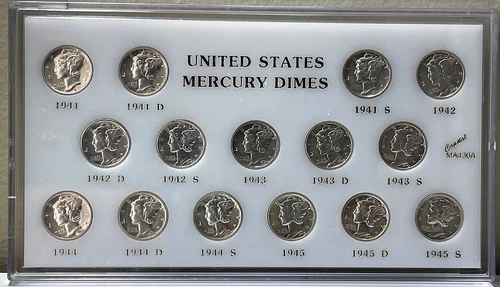 UNITED STATES
MERCURY DIMES
1941
1941 D
1941 S
1942
1942 D
1942 S
1943
1943 D
1943 S
Capital
MA436A
1944
1944 D
1944 S
1945
1945 D
1945 S